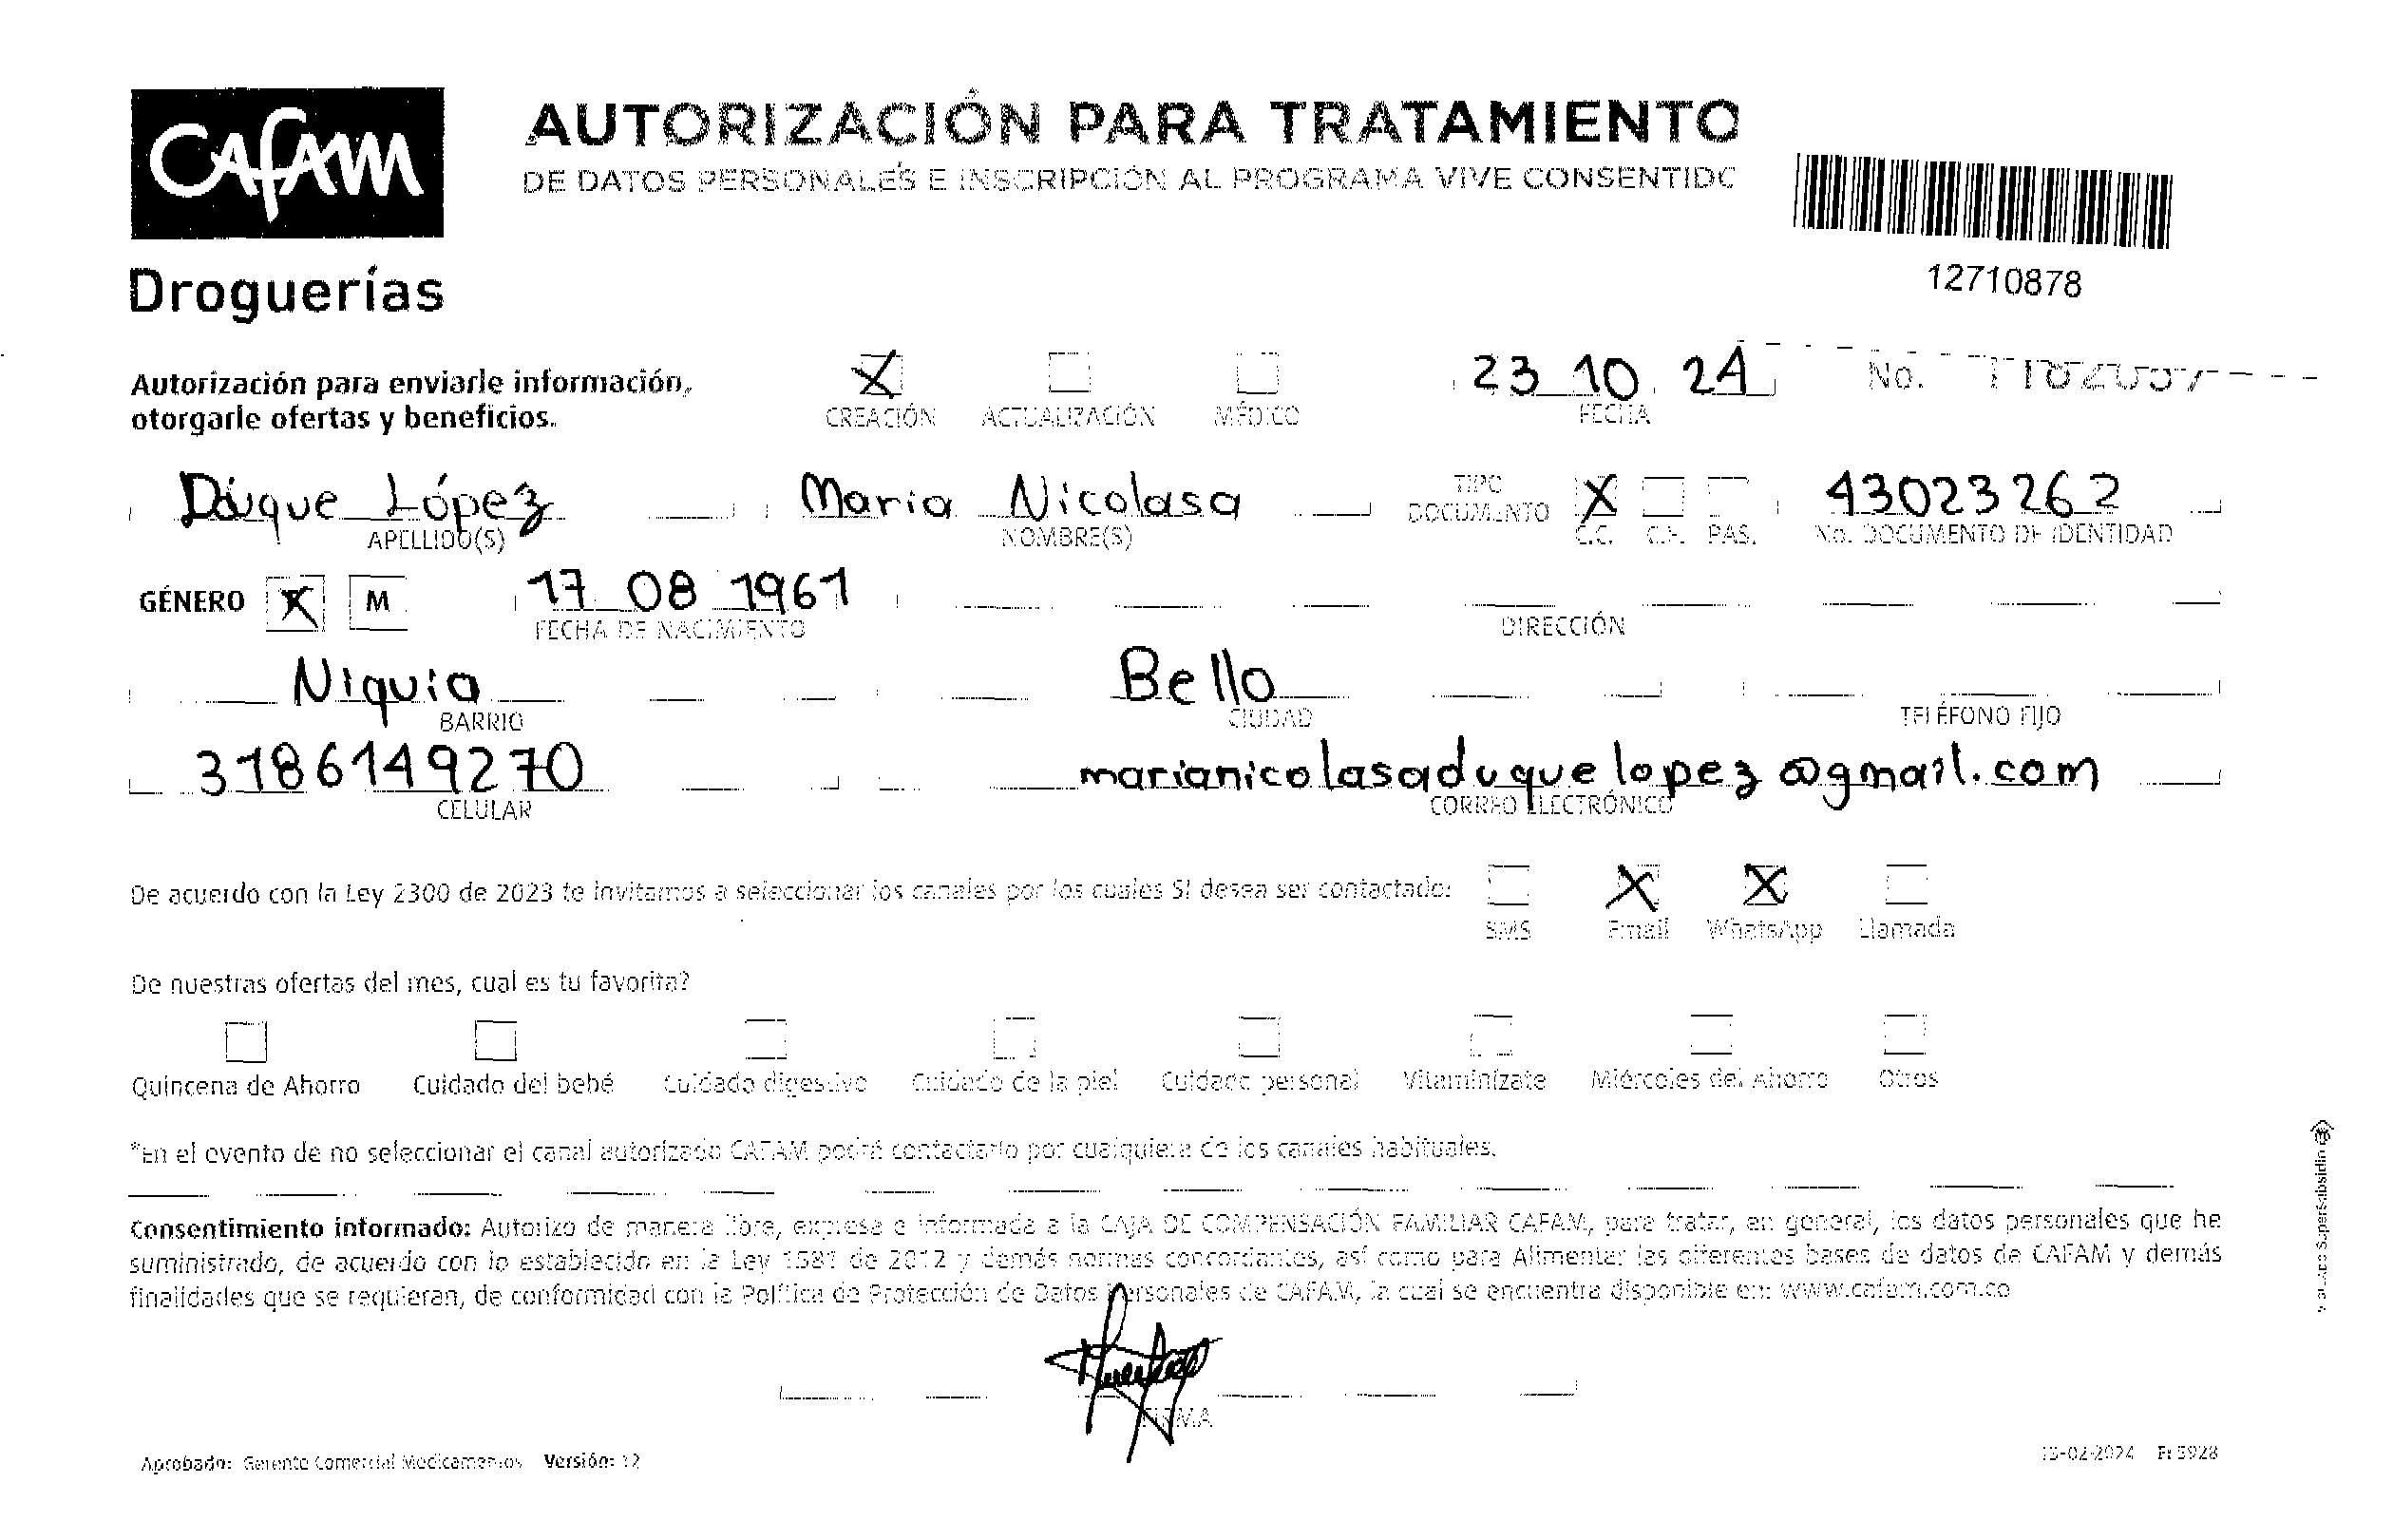 CAFAM
Droguerías
AUTORIZACIÓN PARA TRATAMIENTO
DE DATOS PERSONALES E INSCRIPCIÓN AL PROGRAMA VIVE CONSENTIDO
12710878
Autorización para enviarle información,
otorgarle ofertas y beneficios.
X CREACIÓN ACTUALIZACIÓN MÉDICO
23 10 24 FECHA
No.
Duque López APELLIDO(S)
Maria Nicolasa NOMBRE(S)
TIPO DOCUMENTO X C.C. C.E. PAS.
43023262 No. DOCUMENTO DE IDENTIDAD
GÉNERO X M
17 08 1961 FECHA DE NACIMIENTO
DIRECCIÓN
Niquia BARRIO
Bello CIUDAD
TELÉFONO FIJO
3186149270 CELULAR
marianicolasaduquelopez@gmail.com CORREO ELECTRÓNICO
De acuerdo con la Ley 2300 de 2023 te invitamos a seleccionar los canales por los cuales SI desea ser contactado:
SMS X Email X WhatsApp Llamada
De nuestras ofertas del mes, cual es tu favorita?
Quincena de Ahorro Cuidado del bebé Cuidado digestivo Cuidado de la piel Cuidado personal Vitaminízate Miércoles del Ahorro Otros
*En el evento de no seleccionar el canal autorizado CAFAM podrá contactarlo por cualquiera de los canales habituales.
Consentimiento informado: Autorizo de manera libre, expresa e informada a la CAJA DE COMPENSACIÓN FAMILIAR CAFAM, para tratar, en general, los datos personales que he
suministrado, de acuerdo con lo establecido en la Ley 1581 de 2012 y demás normas concordantes, así como para Alimentar las diferentes bases de datos de CAFAM y demás
finalidades que se requieran, de conformidad con la Política de Protección de Datos Personales de CAFAM, la cual se encuentra disponible en: www.cafam.com.co
FIRMA
Aprobado: Gerente Comercial Medicamentos Versión: 12
13-02-2024 Ft 5928
VIGILADO Supersubsidio